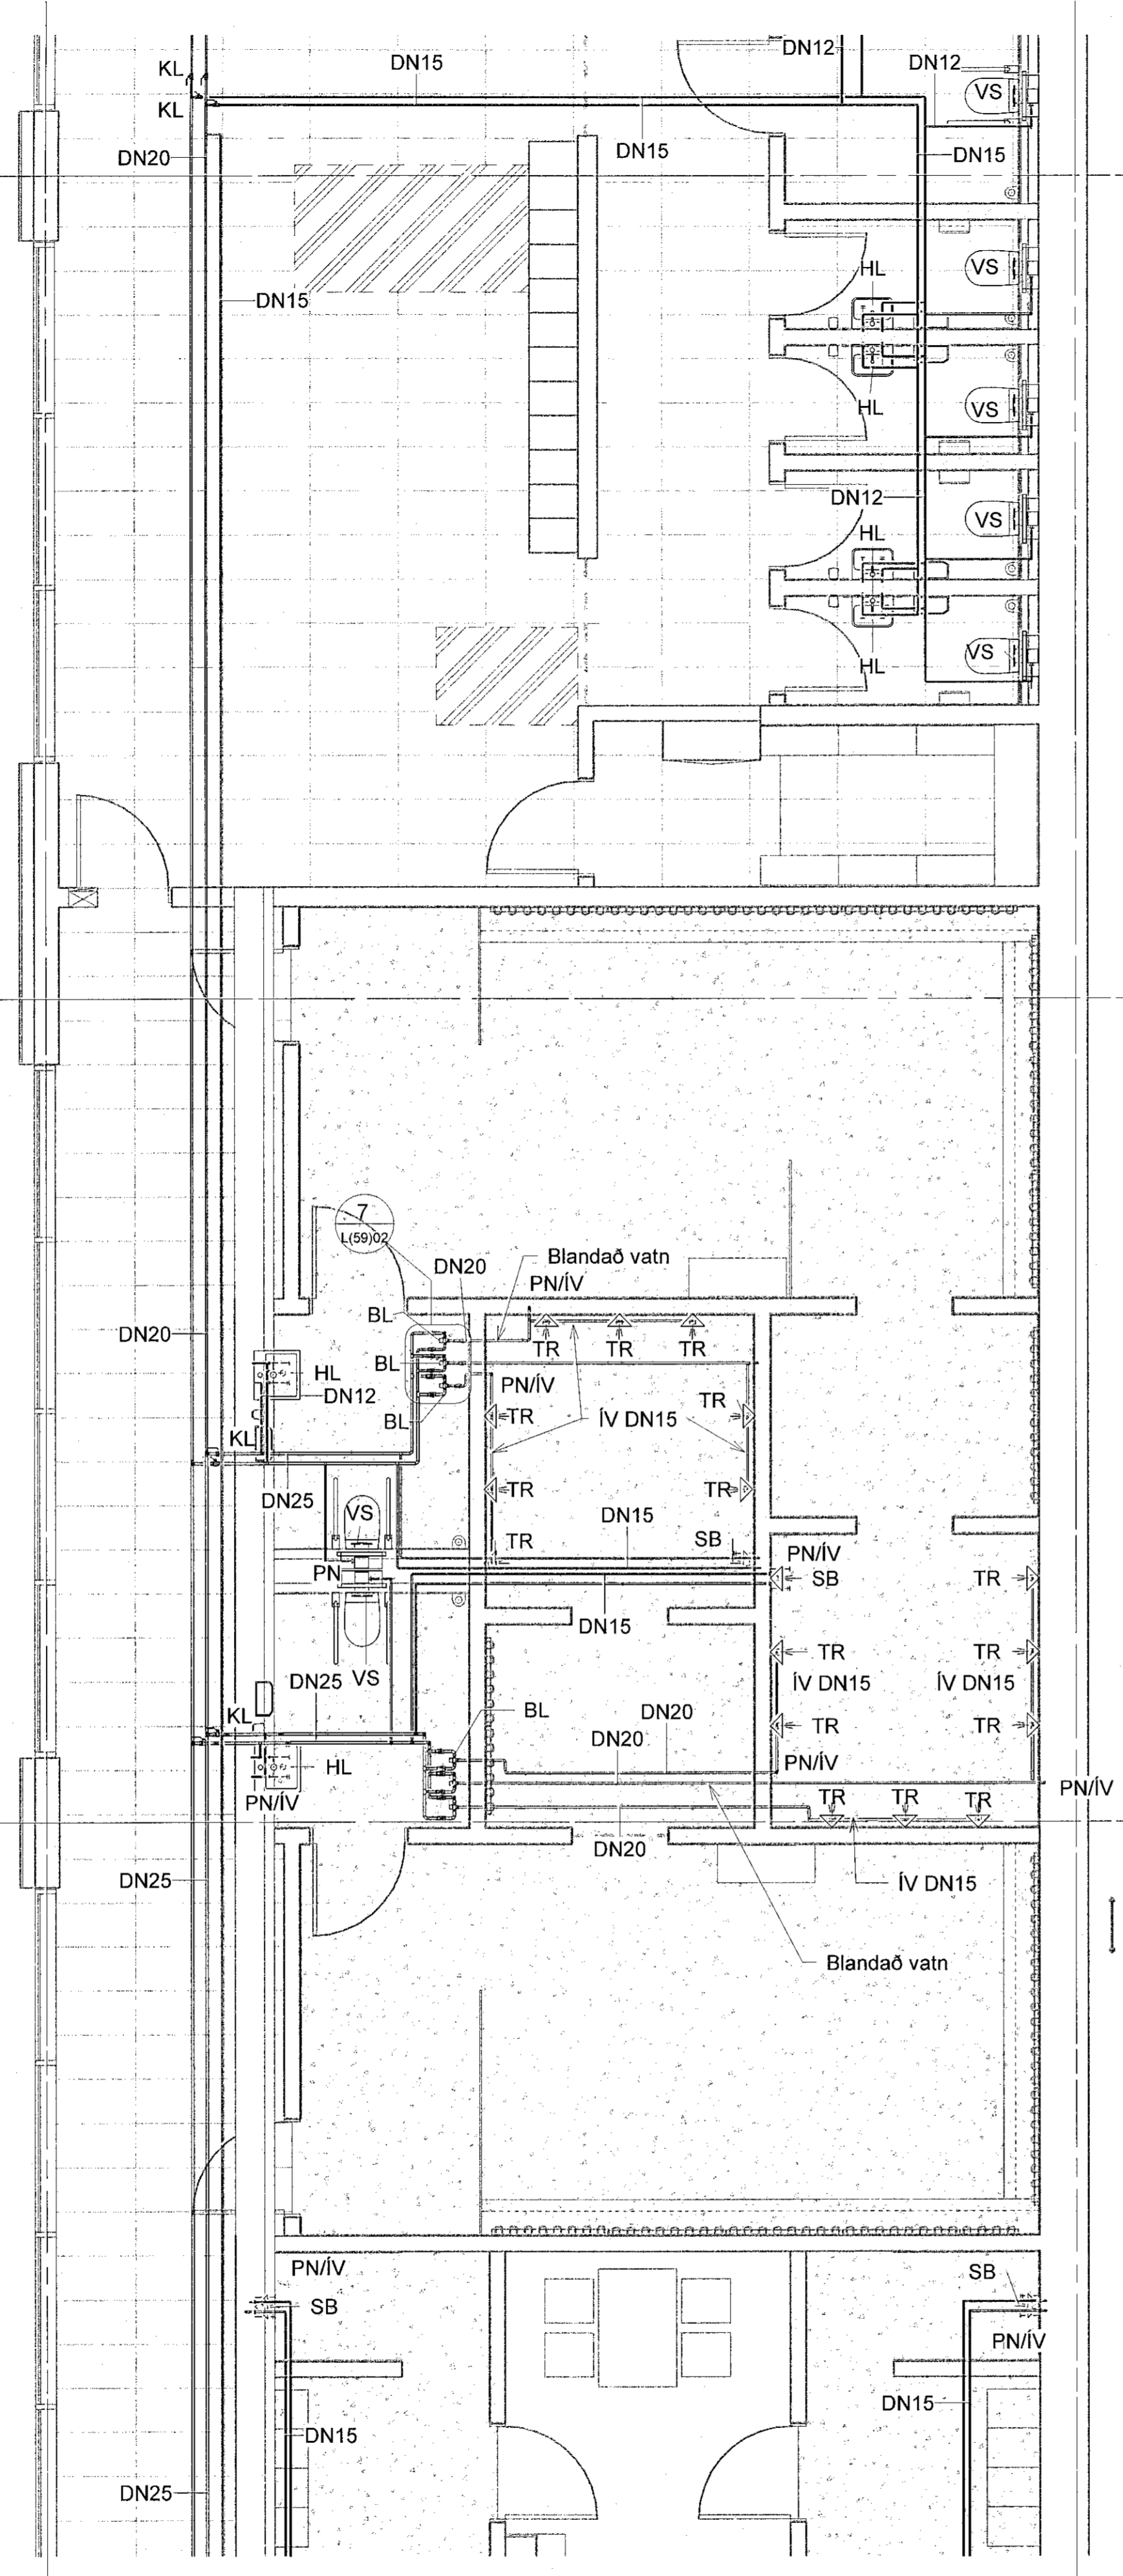 DN12
DN15
DN12
KL
VS
KL
DN15
DN20
DN15
HL
VS
DN15
HL
VS
DN12
VS
HL
VS
HL
7
L(59)02
Blandað vatn
DN20
PN/ÍV
BL
DN20
TR
TR
TR
BL
HL
PN/ÍV
DN12
TR
BL
TR
ÍV DN15
KL
TR
TR
DN25
VS
DN15
TR
SB
PN/ÍV
PN
SB
TR
DN15
TR
TR
VS
DN25
ÍV DN15
ÍV DN15
BL
DN20
KL
TR
TR
DN20
HL
PN/ÍV
PN/ÍV
TR
TR
TR
PN/ÍV
DN20
DN25
ÍV DN15
Blandað vatn
PN/ÍV
SB
SB
PN/ÍV
DN15
DN15
DN25